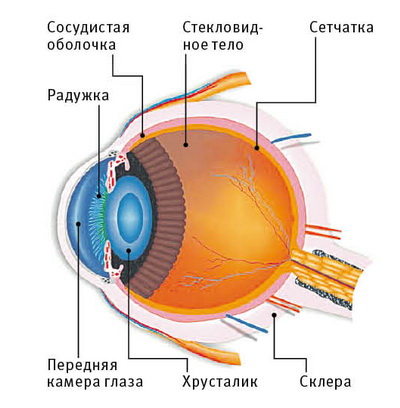 Сосудистая
оболочка
Стекловид-
ное тело
Сетчатка
Радужка
Передняя
камера глаза
Хрусталик
Склера